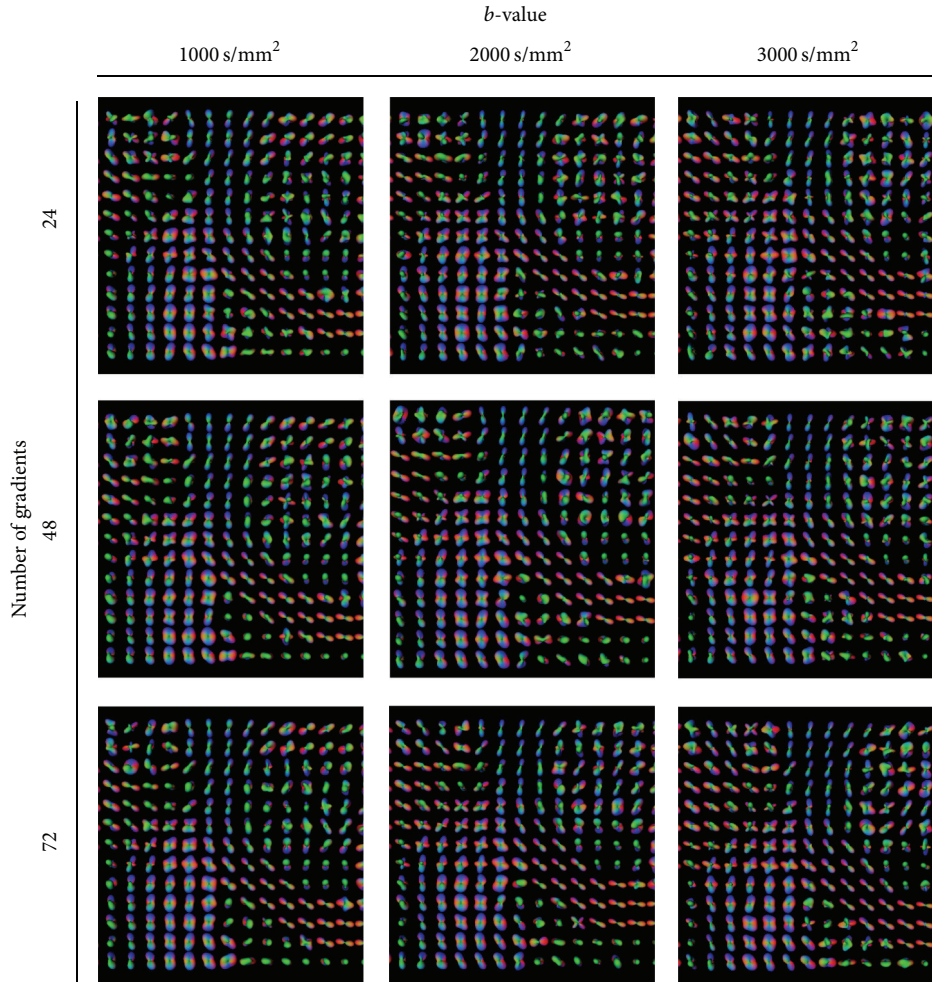 b-value
1000 s/mm²
2000 s/mm²
3000 s/mm²
Number of gradients
24
48
72